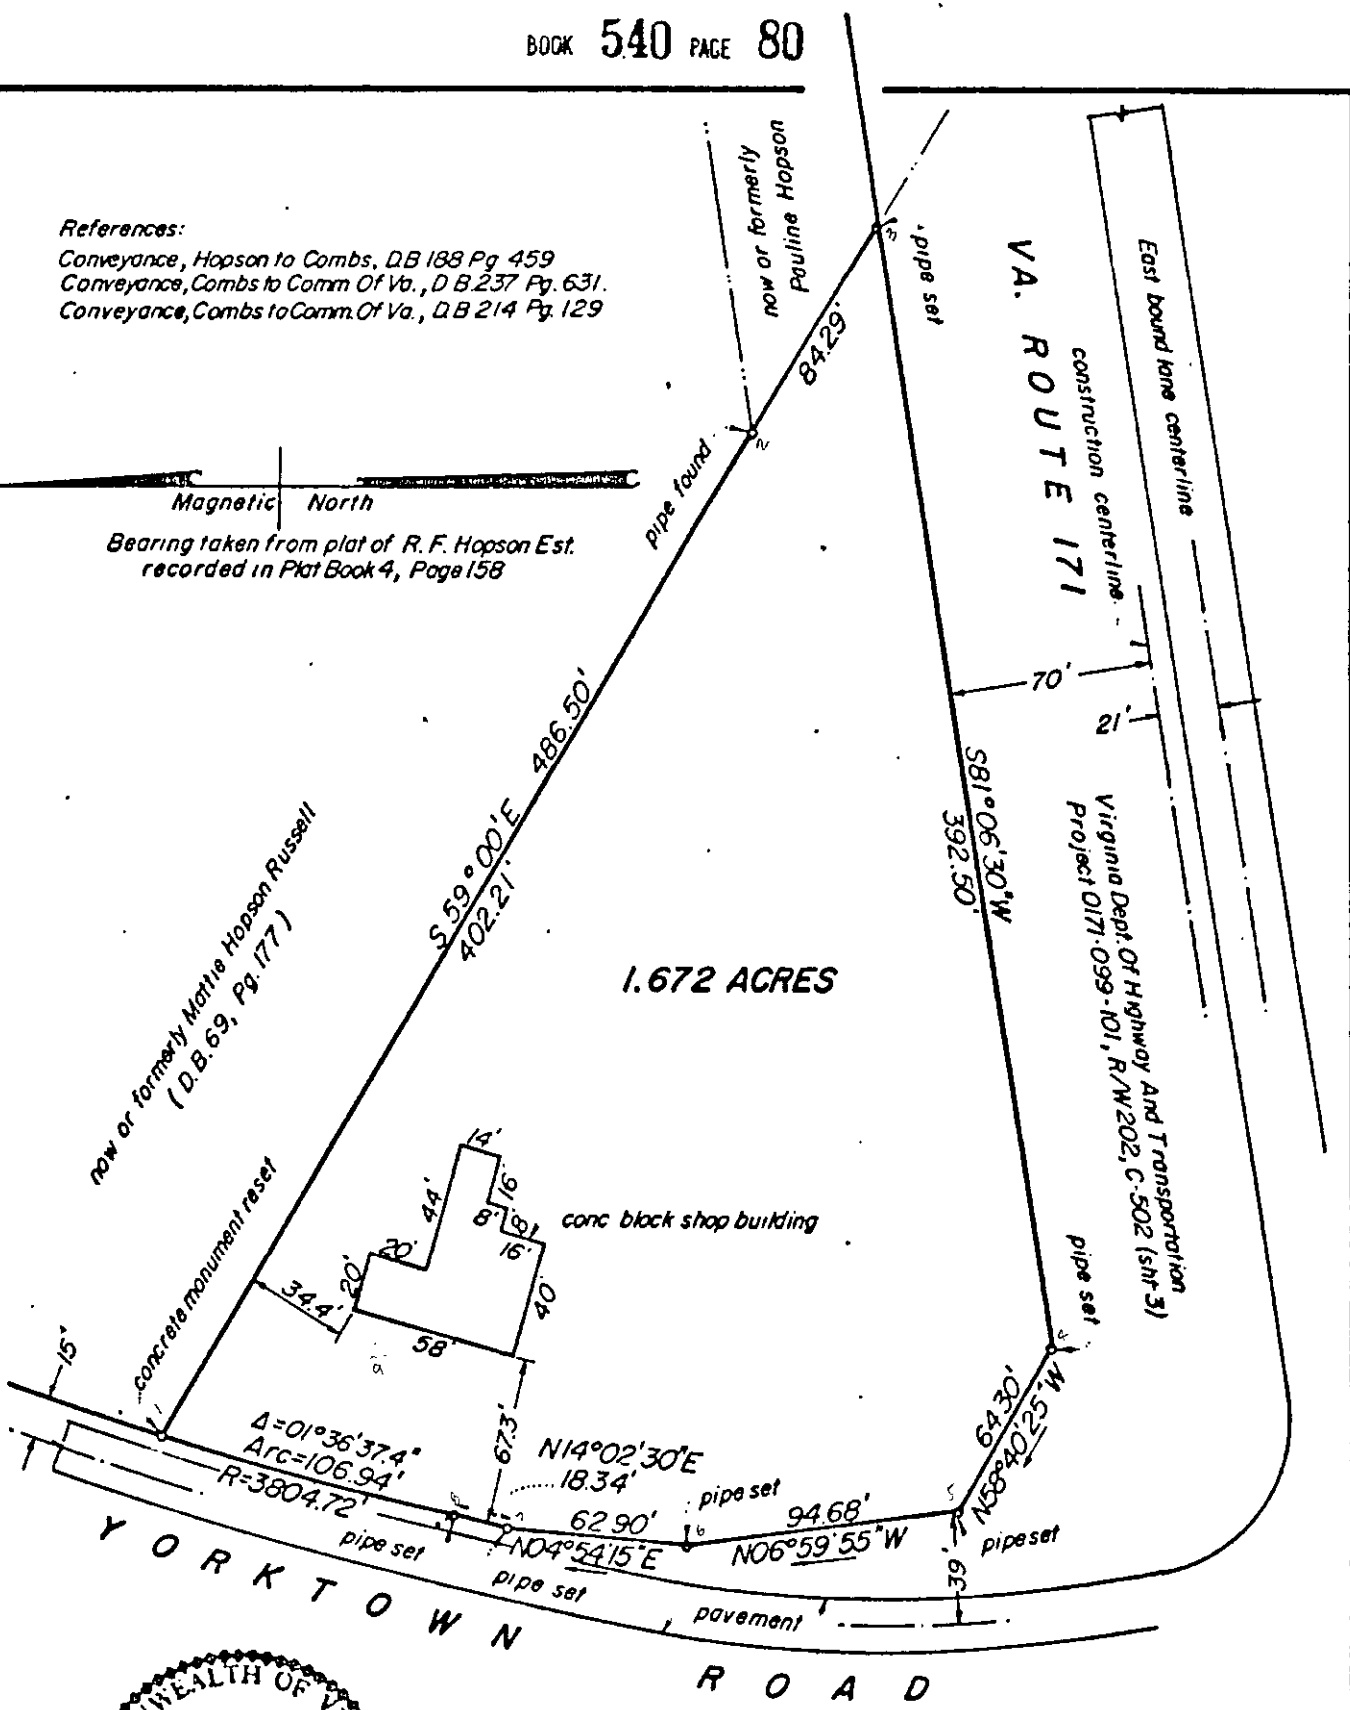 BOOK 540 PAGE 80
References:
Conveyance, Hopson to Combs, D.B 188 Pg 459
Conveyance, Combs to Comm Of Va., D B.237 Pg. 631.
Conveyance, Combs to Comm. Of Va., D.B 214 Pg. 129
now or formerly
Pauline Hopson
pipe set
VA. ROUTE 171
construction centerline
East bound lane centerline
84.29'
pipe found
Magnetic North
Bearing taken from plat of R. F. Hopson Est.
recorded in Plat Book 4, Page 158
70'
21'
486.50'
S 59° 00' E
402.21'
S81° 06' 30" W
392.50'
Virginia Dept. Of Highway And Transportation
Project 0171-099-101, R/W 202, C-502 (sht 3)
now or formerly Mattie Hopson Russell
(D.B. 69, Pg. 177)
1.672 ACRES
14'
16'
44'
8'
8'
16'
20'
20'
40'
58'
conc block shop building
34.4'
concrete monument reset
15'
67.3'
pipe set
64.30'
N58° 40' 25" W
Δ=01° 36' 37.4"
Arc=106.94'
R=3804.72'
N14° 02' 30" E
18.34'
62.90'
N04° 54' 15" E
pipe set
94.68'
N06° 59' 55" W
pipe set
39'
pipe set
pipe set
pavement
YORKTOWN ROAD
WEALTH OF V